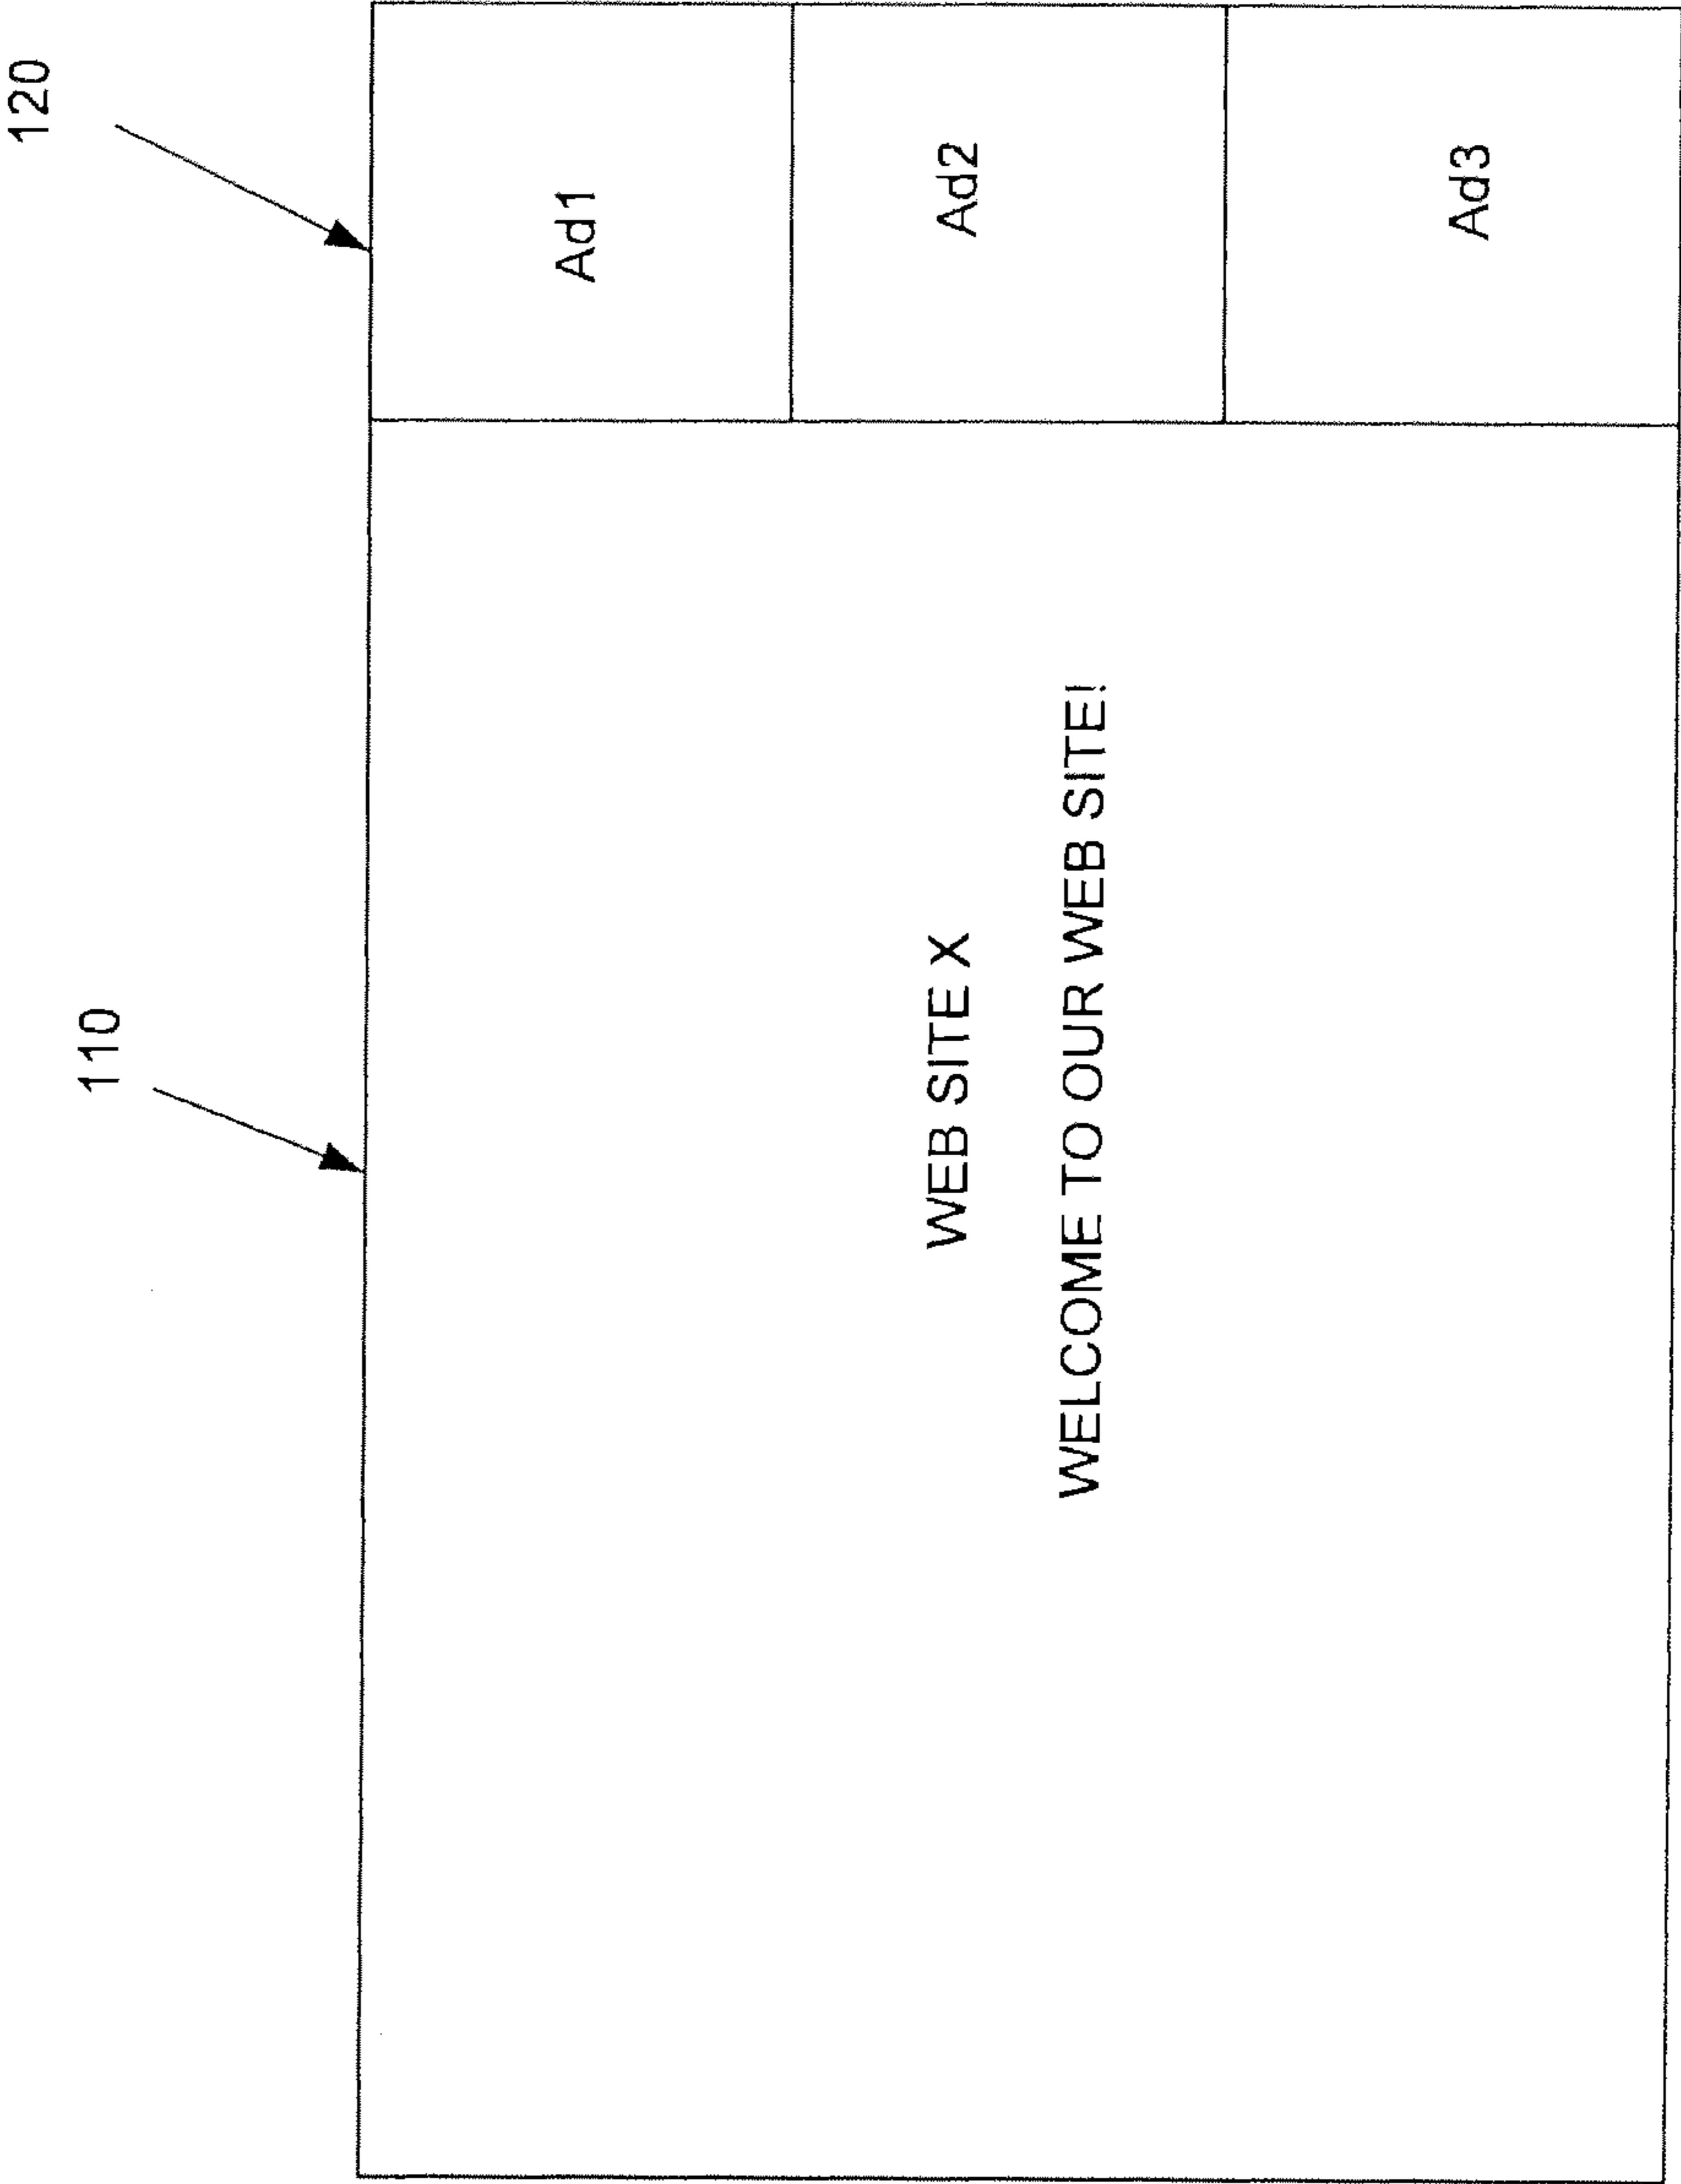 120
110
Ad1
Ad2
Ad3
WEB SITE X
WELCOME TO OUR WEB SITE!